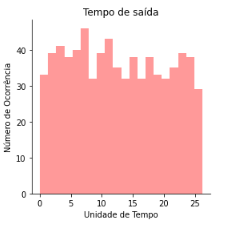 Tempo de saída
Número de Ocorrência
40
30
20
10
0
0 5 10 15 20 25
Unidade de Tempo